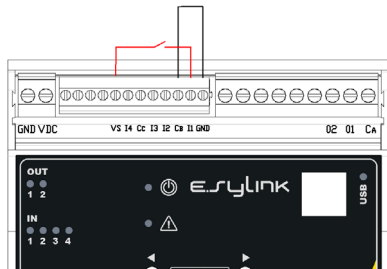 GND VDC VS I4 Cc I3 I2 CB I1 GND O2 O1 CA
OUT
1 2
E.sylink
USB
IN
1 2 3 4